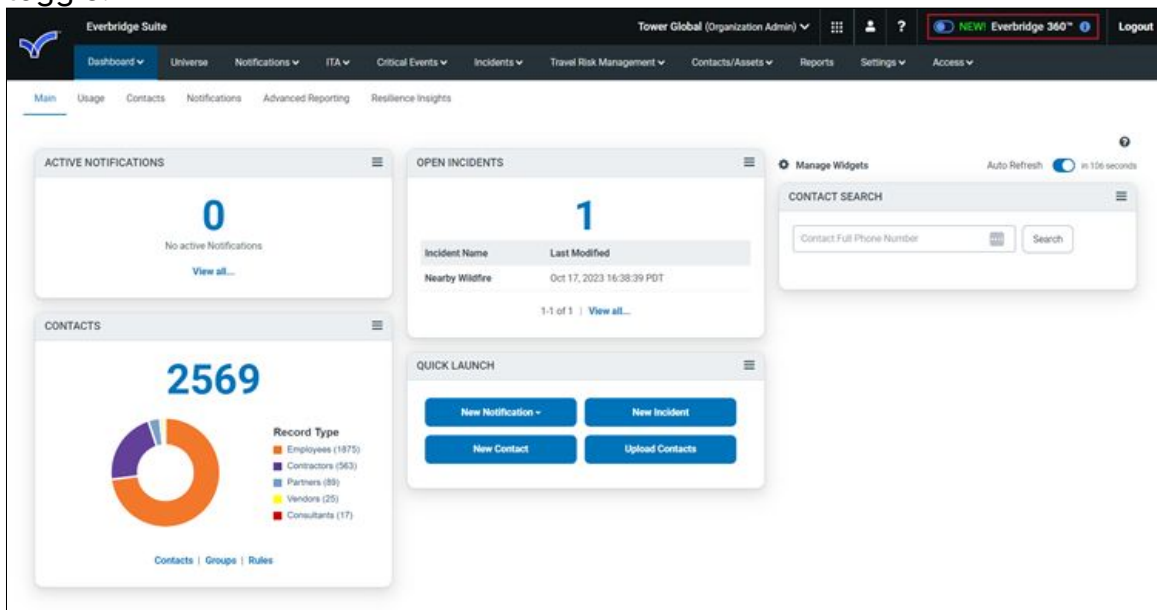 toggle.
Everbridge Suite
Tower Global (Organization Admin)
?
NEW! Everbridge 360™
Logout
Dashboard Universe Notifications ITA Critical Events Incidents Travel Risk Management Contacts/Assets Reports Settings Access
Main Usage Contacts Notifications Advanced Reporting Resilience Insights
Manage Widgets
Auto Refresh in 106 seconds
ACTIVE NOTIFICATIONS
0
No active Notifications
View all...
OPEN INCIDENTS
1
Incident Name Last Modified
Nearby Wildfire Oct 17, 2023 16:38:39 PDT
1-1 of 1 | View all...
CONTACT SEARCH
Contact Full Phone Number
Search
CONTACTS
2569
Record Type
Employees (1875)
Contractors (563)
Partners (89)
Vendors (25)
Consultants (17)
Contacts | Groups | Rules
QUICK LAUNCH
New Notification
New Incident
New Contact
Upload Contacts